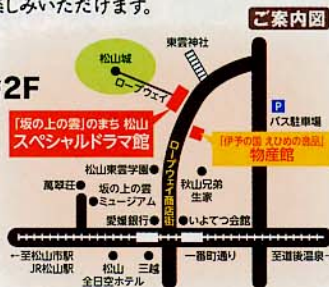 楽しみいただけます。
ご案内図
2F
松山城
東雲神社
ロープウェイ
P
バス駐車場
「坂の上の雲」のまち 松山
スペシャルドラマ館
「伊予の国 えひめの逸品」
物産館
ロープウェイ商店街
松山東雲学園
萬翠荘
坂の上の雲
ミュージアム
秋山兄弟
生家
愛媛銀行
いよてつ会館
←至松山市駅
JR松山駅
松山
全日空ホテル
三越
一番町通り
至道後温泉→